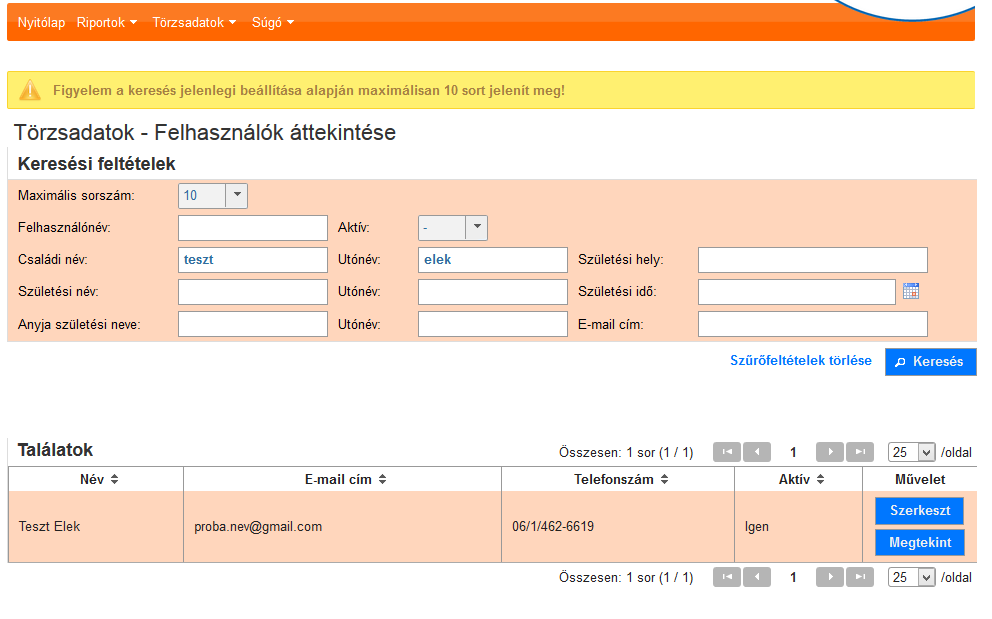 Nyitólap Riportok Törzsadatok Súgó
Figyelem a keresés jelenlegi beállítása alapján maximálisan 10 sort jelenít meg!
Törzsadatok - Felhasználók áttekintése
Keresési feltételek
Maximális sorszám: 10
Felhasználónév: Aktív: -
Családi név: teszt Utónév: elek Születési hely:
Születési név: Utónév: Születési idő:
Anyja születési neve: Utónév: E-mail cím:
Szűrőfeltételek törlése Keresés
Találatok Összesen: 1 sor (1 / 1) 1 25 /oldal
Név E-mail cím Telefonszám Aktív Művelet
Teszt Elek proba.nev@gmail.com 06/1/462-6619 Igen Szerkeszt
Megtekint
Összesen: 1 sor (1 / 1) 1 25 /oldal